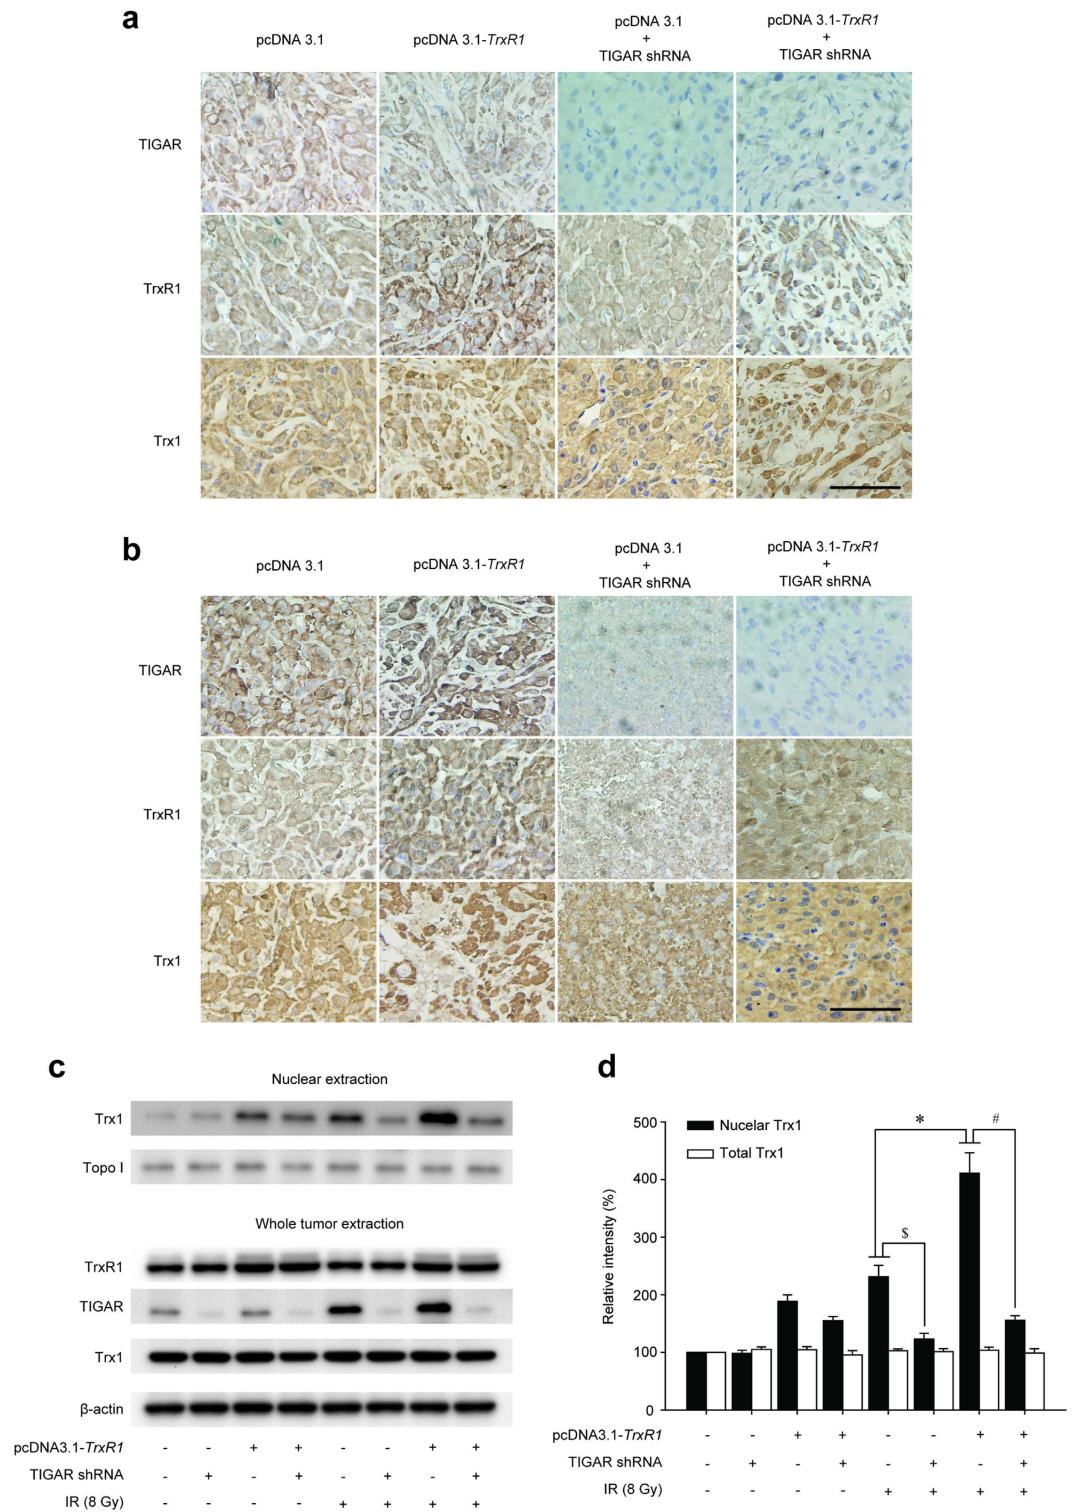 a
pcDNA 3.1
pcDNA 3.1-TrxR1
pcDNA 3.1
+
TIGAR shRNA
pcDNA 3.1-TrxR1
+
TIGAR shRNA
TIGAR
TrxR1
Trx1
b
pcDNA 3.1
pcDNA 3.1-TrxR1
pcDNA 3.1
+
TIGAR shRNA
pcDNA 3.1-TrxR1
+
TIGAR shRNA
TIGAR
TrxR1
Trx1
c
Nuclear extraction
Trx1
Topo I
Whole tumor extraction
TrxR1
TIGAR
Trx1
β-actin
pcDNA3.1-TrxR1 - - + + - - + +
TIGAR shRNA - + - + - + - +
IR (8 Gy) - - - - + + + +
d
Relative intensity (%)
500
400
300
200
100
0
Nucelar Trx1
Total Trx1
*
#
$
pcDNA3.1-TrxR1 - - + + - - + +
TIGAR shRNA - + - + - + - +
IR (8 Gy) - - - - + + + +